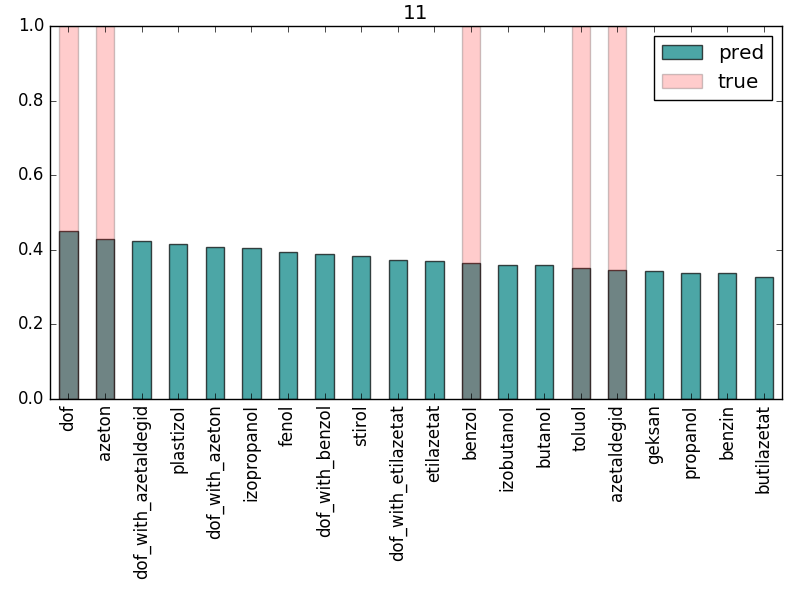 11
pred
true
1.0
0.8
0.6
0.4
0.2
0.0
dof
azeton
dof_with_azetaldegid
plastizol
dof_with_azeton
izopropanol
fenol
dof_with_benzol
stirol
dof_with_etilazetat
etilazetat
benzol
izobutanol
butanol
toluol
azetaldegid
geksan
propanol
benzin
butilazetat